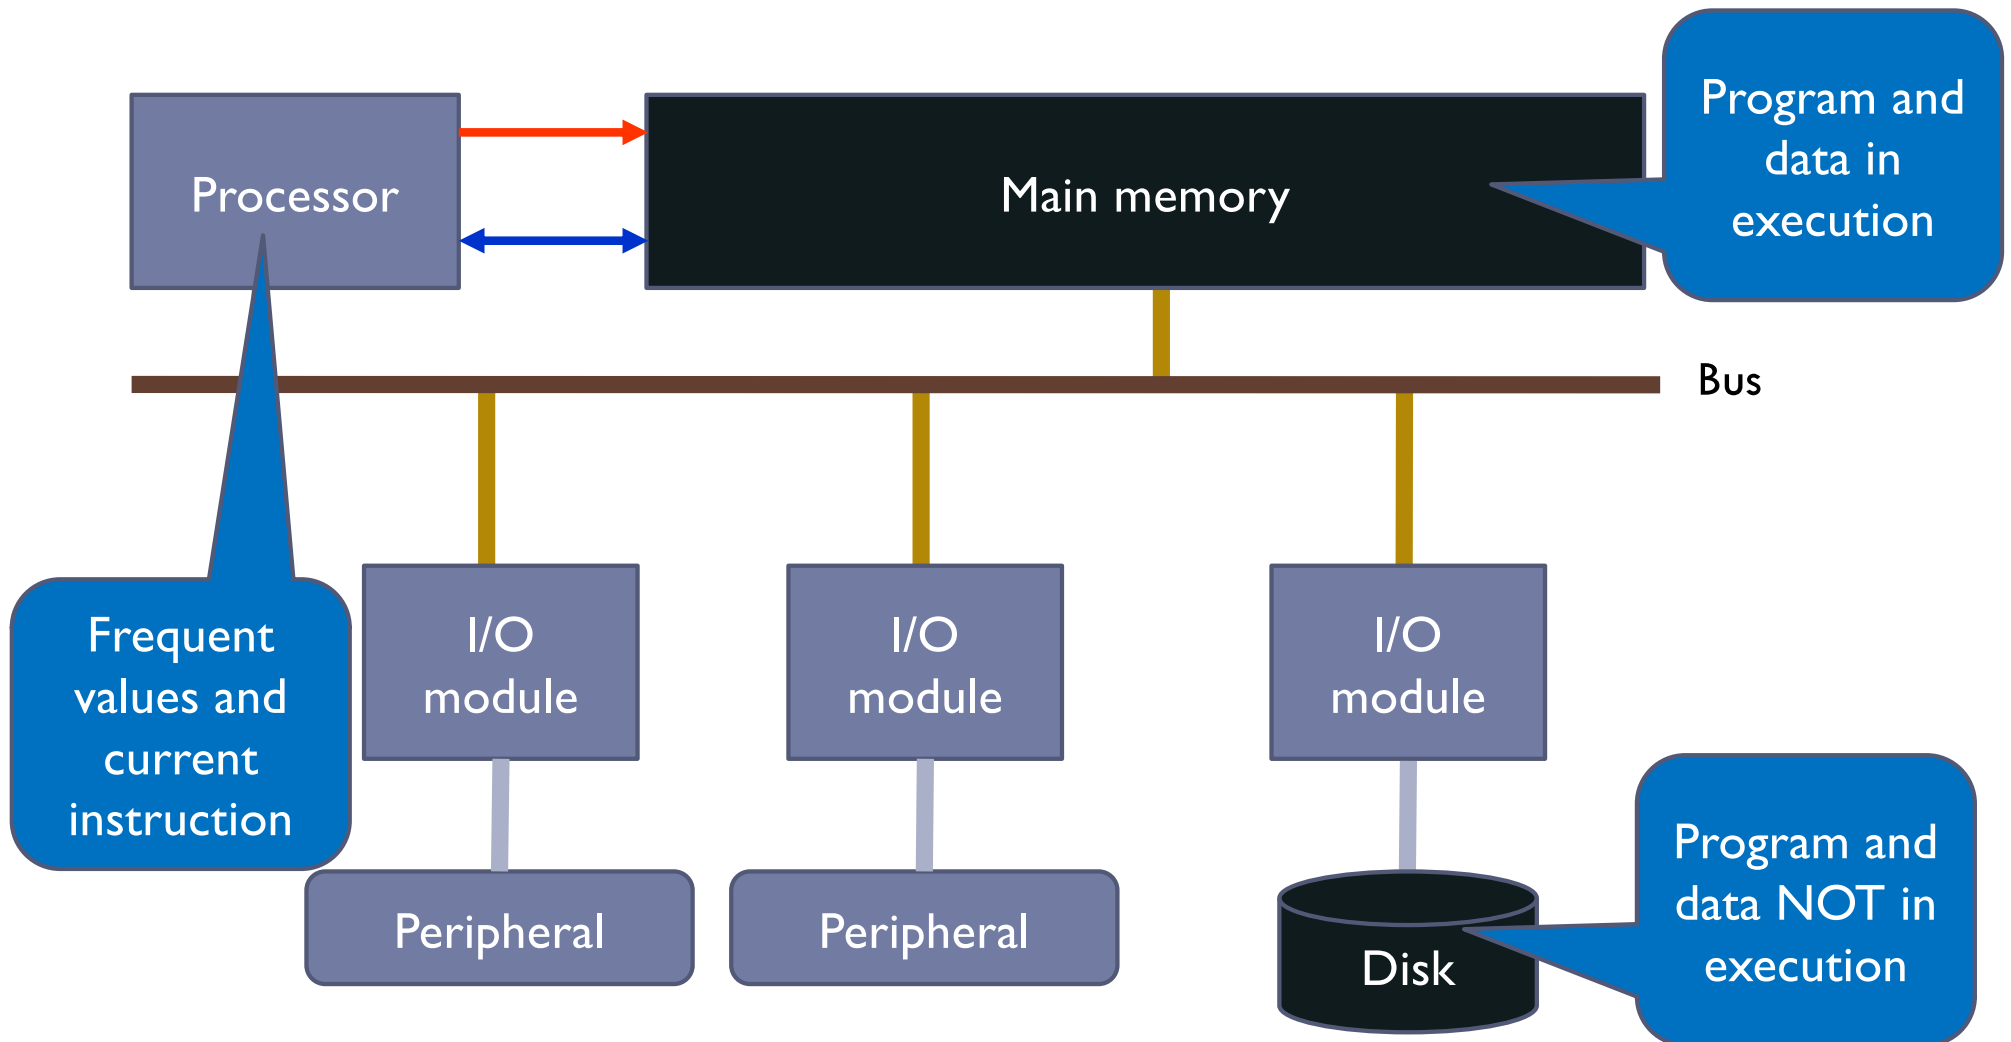 Processor
Main memory
Program and
data in
execution
Bus
Frequent
values and
current
instruction
I/O
module
I/O
module
I/O
module
Peripheral
Peripheral
Disk
Program and
data NOT in
execution